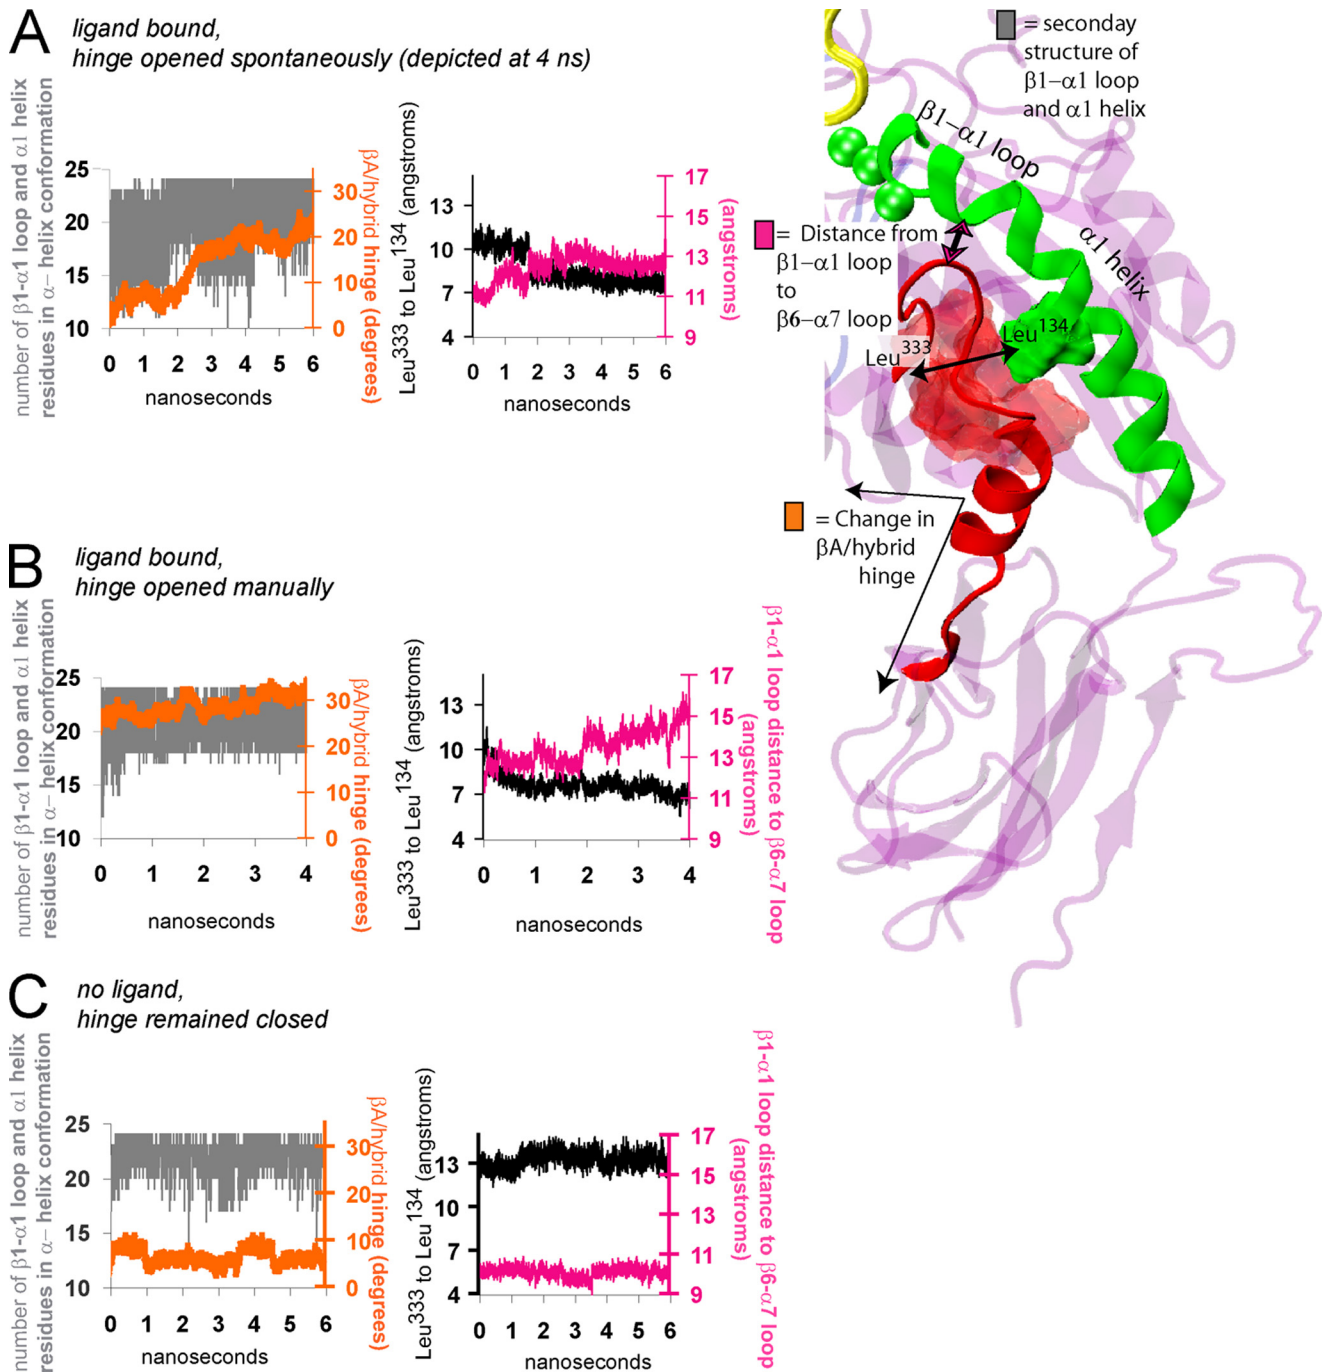 A
ligand bound,
hinge opened spontaneously (depicted at 4 ns)
number of β1-α1 loop and α1 helix
residues in α– helix conformation
25
20
15
10
βA/hybrid hinge (degrees)
30
20
10
0
0 1 2 3 4 5 6
nanoseconds
Leu333 to Leu134 (angstroms)
13
10
7
4
(angstroms)
17
15
13
11
9
0 1 2 3 4 5 6
nanoseconds
= seconday
structure of
β1–α1 loop
and α1 helix
β1–α1 loop
α1 helix
= Distance from
β1–α1 loop
to
β6–α7 loop
Leu333
Leu134
= Change in
βA/hybrid
hinge
B
ligand bound,
hinge opened manually
number of β1-α1 loop and α1 helix
residues in α– helix conformation
25
20
15
10
βA/hybrid hinge (degrees)
30
20
10
0
0 1 2 3 4
nanoseconds
Leu333 to Leu134 (angstroms)
13
10
7
4
β1-α1 loop distance to β6-α7 loop
(angstroms)
17
15
13
11
9
0 1 2 3 4
nanoseconds
C
no ligand,
hinge remained closed
number of β1-α1 loop and α1 helix
residues in α– helix conformation
25
20
15
10
βA/hybrid hinge (degrees)
30
20
10
0
0 1 2 3 4 5 6
nanoseconds
Leu333 to Leu134 (angstroms)
13
10
7
4
β1-α1 loop distance to β6-α7 loop
(angstroms)
17
15
13
11
9
0 1 2 3 4 5 6
nanoseconds